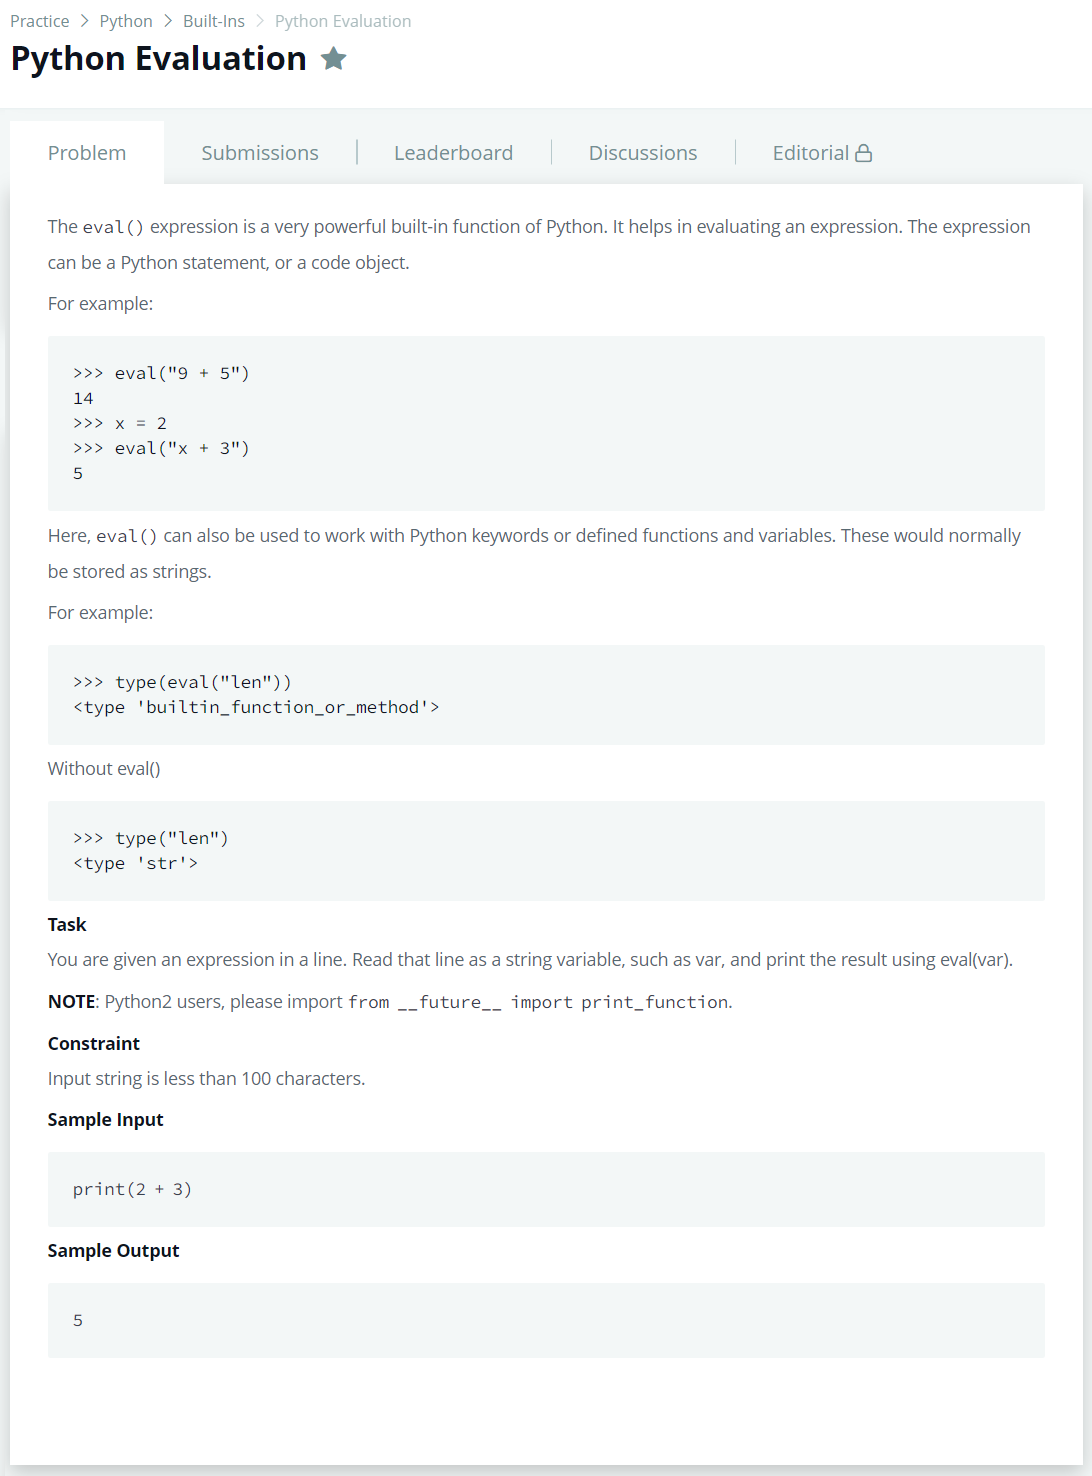 Practice > Python > Built-Ins > Python Evaluation
Python Evaluation
Problem
Submissions
Leaderboard
Discussions
Editorial
The eval() expression is a very powerful built-in function of Python. It helps in evaluating an expression. The expression
can be a Python statement, or a code object.
For example:
>>> eval("9 + 5")
14
>>> x = 2
>>> eval("x + 3")
5
Here, eval() can also be used to work with Python keywords or defined functions and variables. These would normally
be stored as strings.
For example:
>>> type(eval("len"))
<type 'builtin_function_or_method'>
Without eval()
>>> type("len")
<type 'str'>
Task
You are given an expression in a line. Read that line as a string variable, such as var, and print the result using eval(var).
NOTE: Python2 users, please import from __future__ import print_function.
Constraint
Input string is less than 100 characters.
Sample Input
print(2 + 3)
Sample Output
5